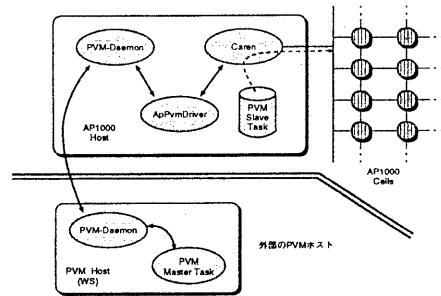 PVM-Daemon
Caren
ApPvmDriver
PVM
Slave
Task
AP1000
Host
AP1000
Cells
PVM-Daemon
PVM
Master Task
PVM Host
(WS)
外部のPVMホスト